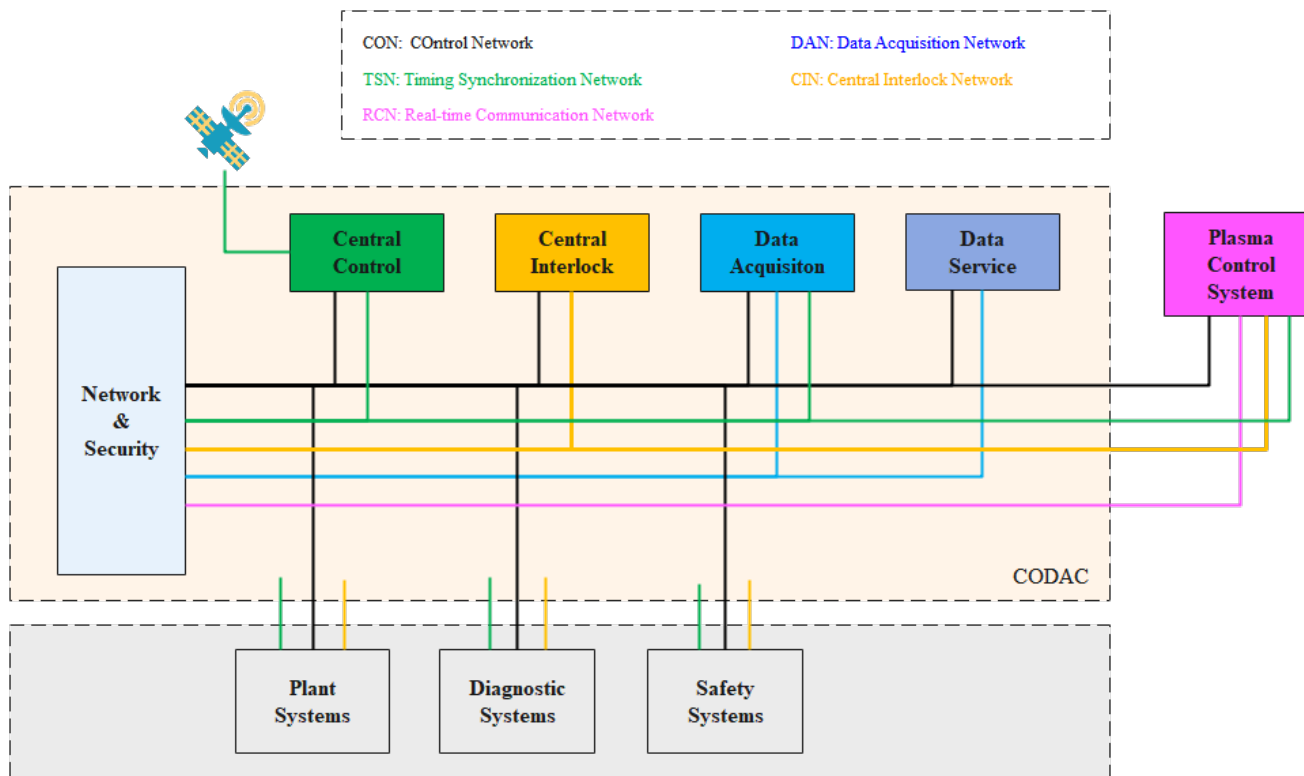 CON: COntrol Network
DAN: Data Acquisition Network
TSN: Timing Synchronization Network
CIN: Central Interlock Network
RCN: Real-time Communication Network
Central
Control
Central
Interlock
Data
Acquisiton
Data
Service
Plasma
Control
System
Network
&
Security
CODAC
Plant
Systems
Diagnostic
Systems
Safety
Systems